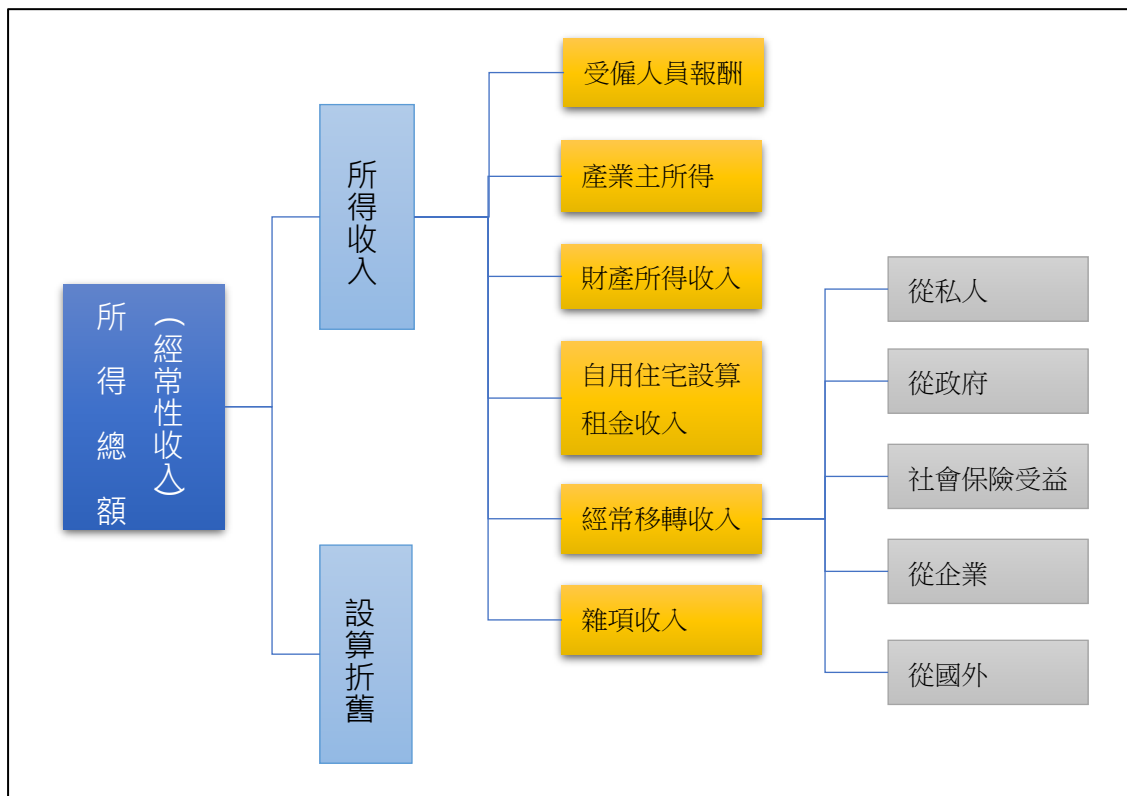 所得總額
（經常性收入）
所得收入
設算折舊
受僱人員報酬
產業主所得
財產所得收入
自用住宅設算
租金收入
經常移轉收入
雜項收入
從私人
從政府
社會保險受益
從企業
從國外